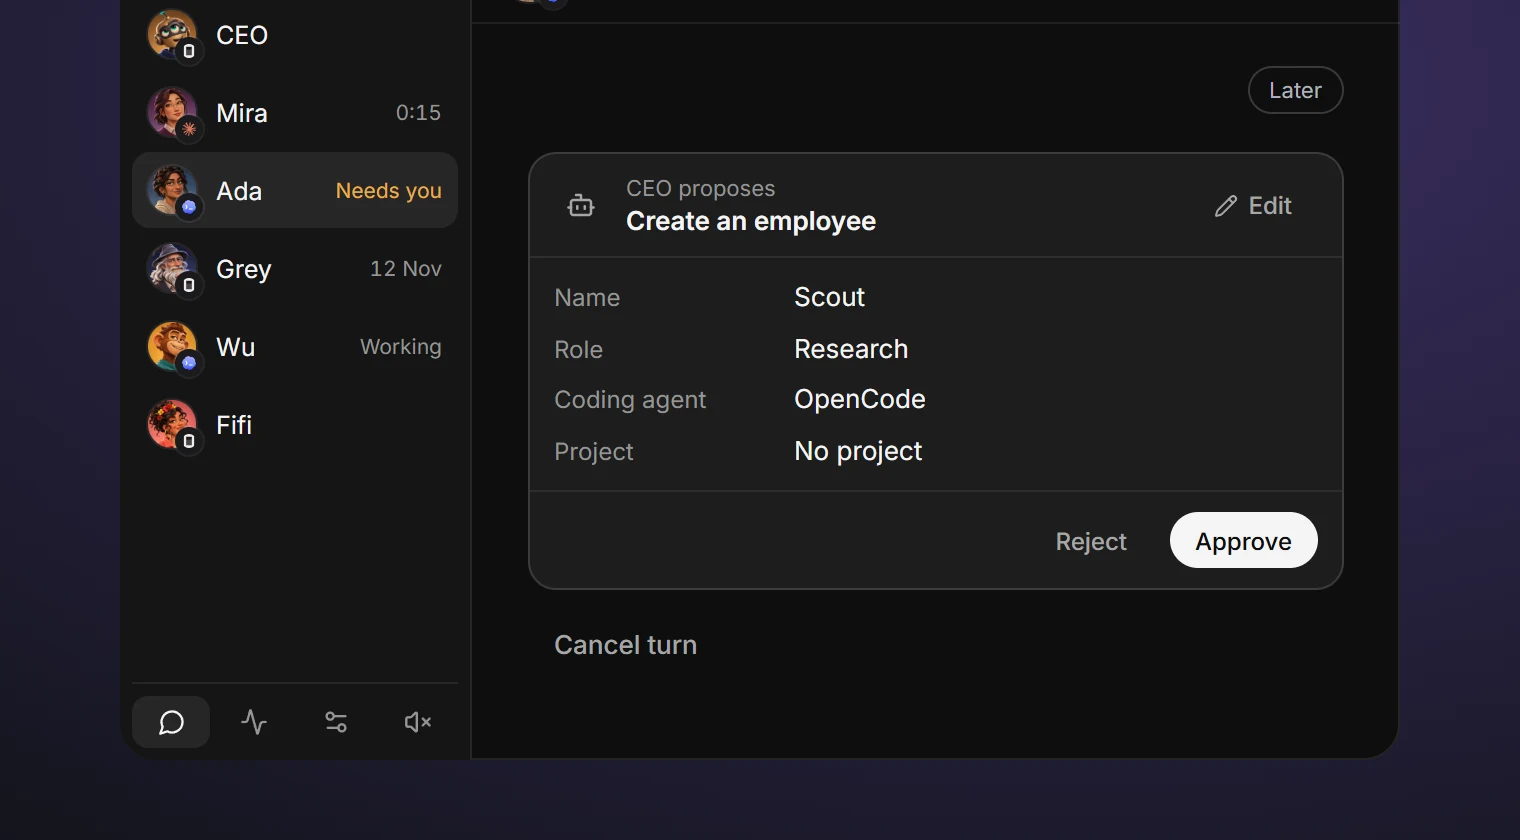 CEO
Mira
0:15
Ada
Needs you
Grey
12 Nov
Wu
Working
Fifi
Later
CEO proposes
Create an employee
Edit
Name
Scout
Role
Research
Coding agent
OpenCode
Project
No project
Reject
Approve
Cancel turn